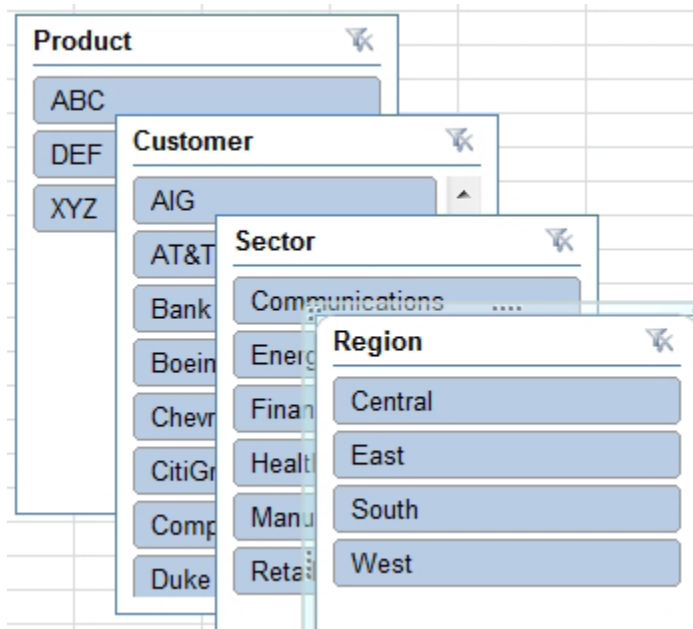 Product
ABC
DEF
XYZ
Customer
AIG
AT&T
Bank
Boein
Chevr
CitiGr
Comp
Duke
Sector
Communications
Energ
Finan
Healt
Manu
Retai
Region
Central
East
South
West